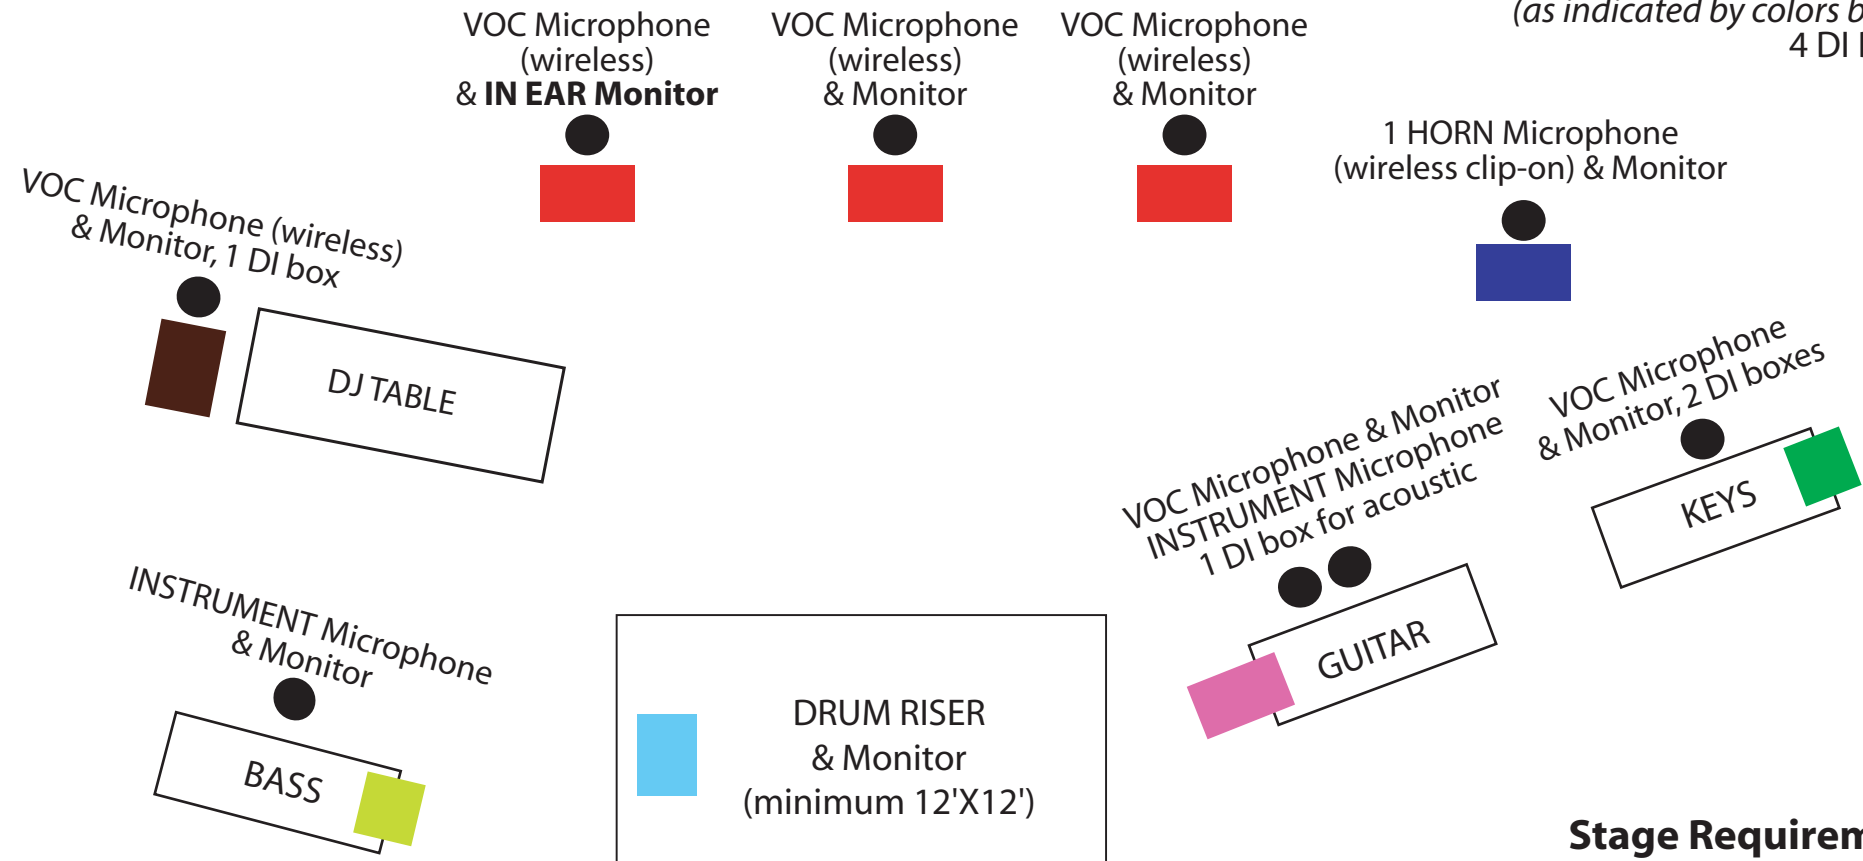 VOC Microphone
(wireless)
& IN EAR Monitor
VOC Microphone
(wireless)
& Monitor
VOC Microphone
(wireless)
& Monitor
(as indicated by colors
4 DI
1 HORN Microphone
(wireless clip-on) & Monitor
VOC Microphone (wireless)
& Monitor, 1 DI box
DJ TABLE
VOC Microphone & Monitor
INSTRUMENT Microphone
1 DI box for acoustic
GUITAR
VOC Microphone
& Monitor, 2 DI boxes
KEYS
INSTRUMENT Microphone
& Monitor
BASS
DRUM RISER
& Monitor
(minimum 12'X12')
Stage